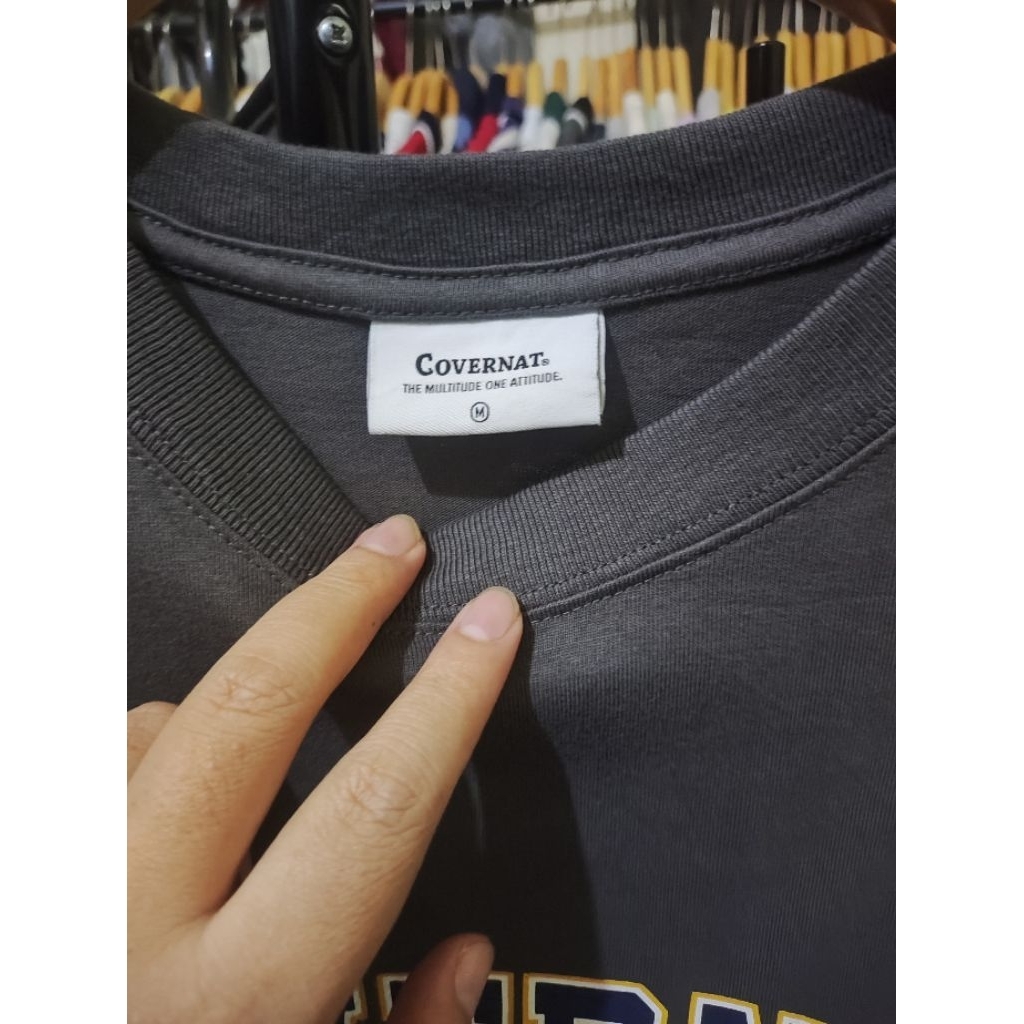 COVERNAT®
THE MULTITUDE ONE ATTITUDE.
M